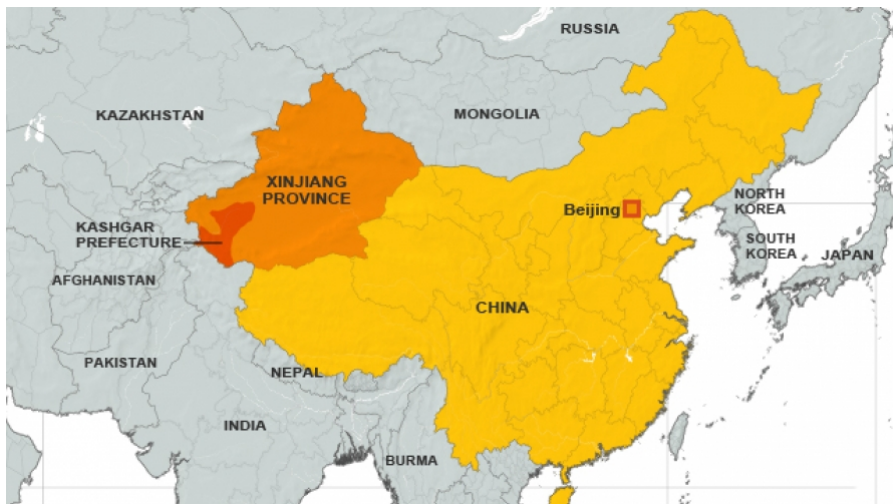 RUSSIA
KAZAKHSTAN
MONGOLIA
XINJIANG
PROVINCE
Beijing
NORTH
KOREA
KASHGAR
PREFECTURE
SOUTH
KOREA
JAPAN
AFGHANISTAN
CHINA
PAKISTAN
NEPAL
INDIA
BURMA